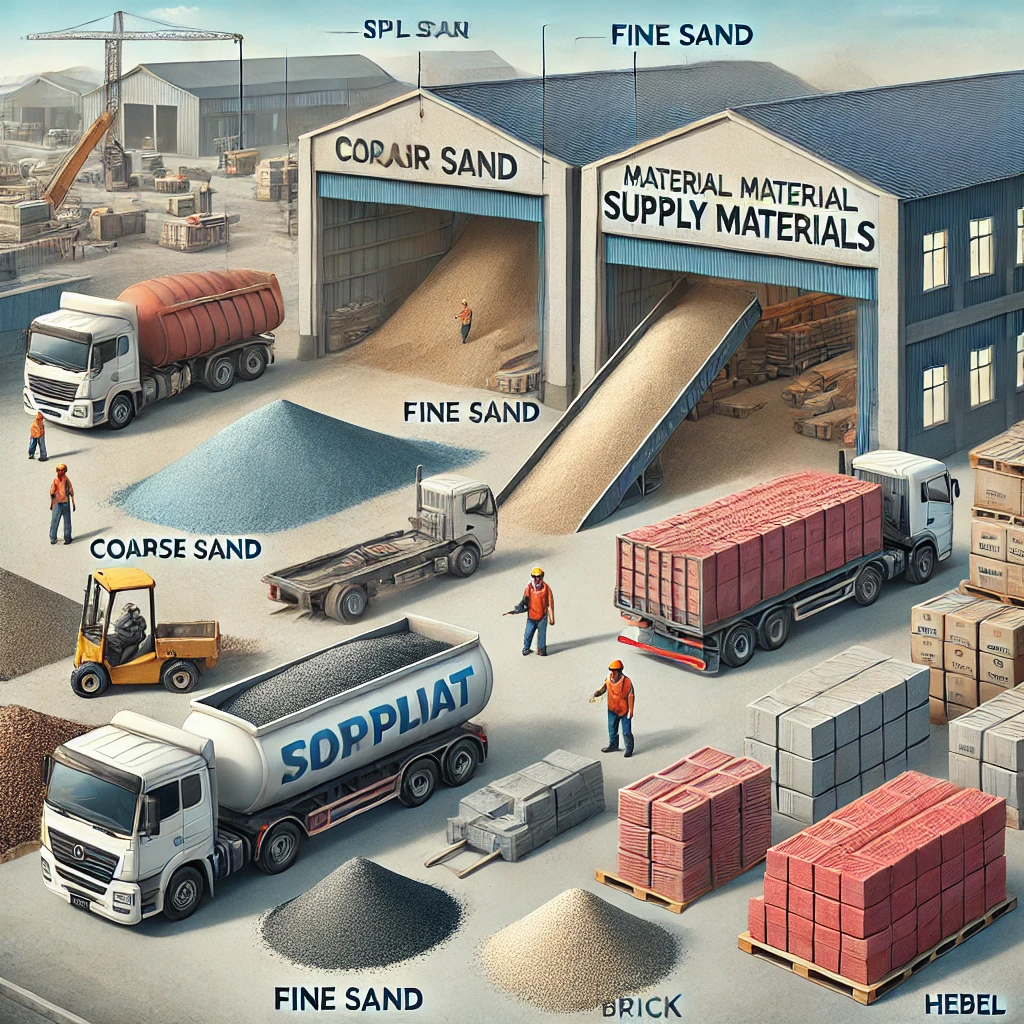 SPL SAN
FINE SAND
CORAIR SAND
MATERIAL MATERIAL
SUPPLY MATERIALS
FINE SAND
COARSE SAND
SOPPLIAT
FINE SAND
BRICK
HEBEL